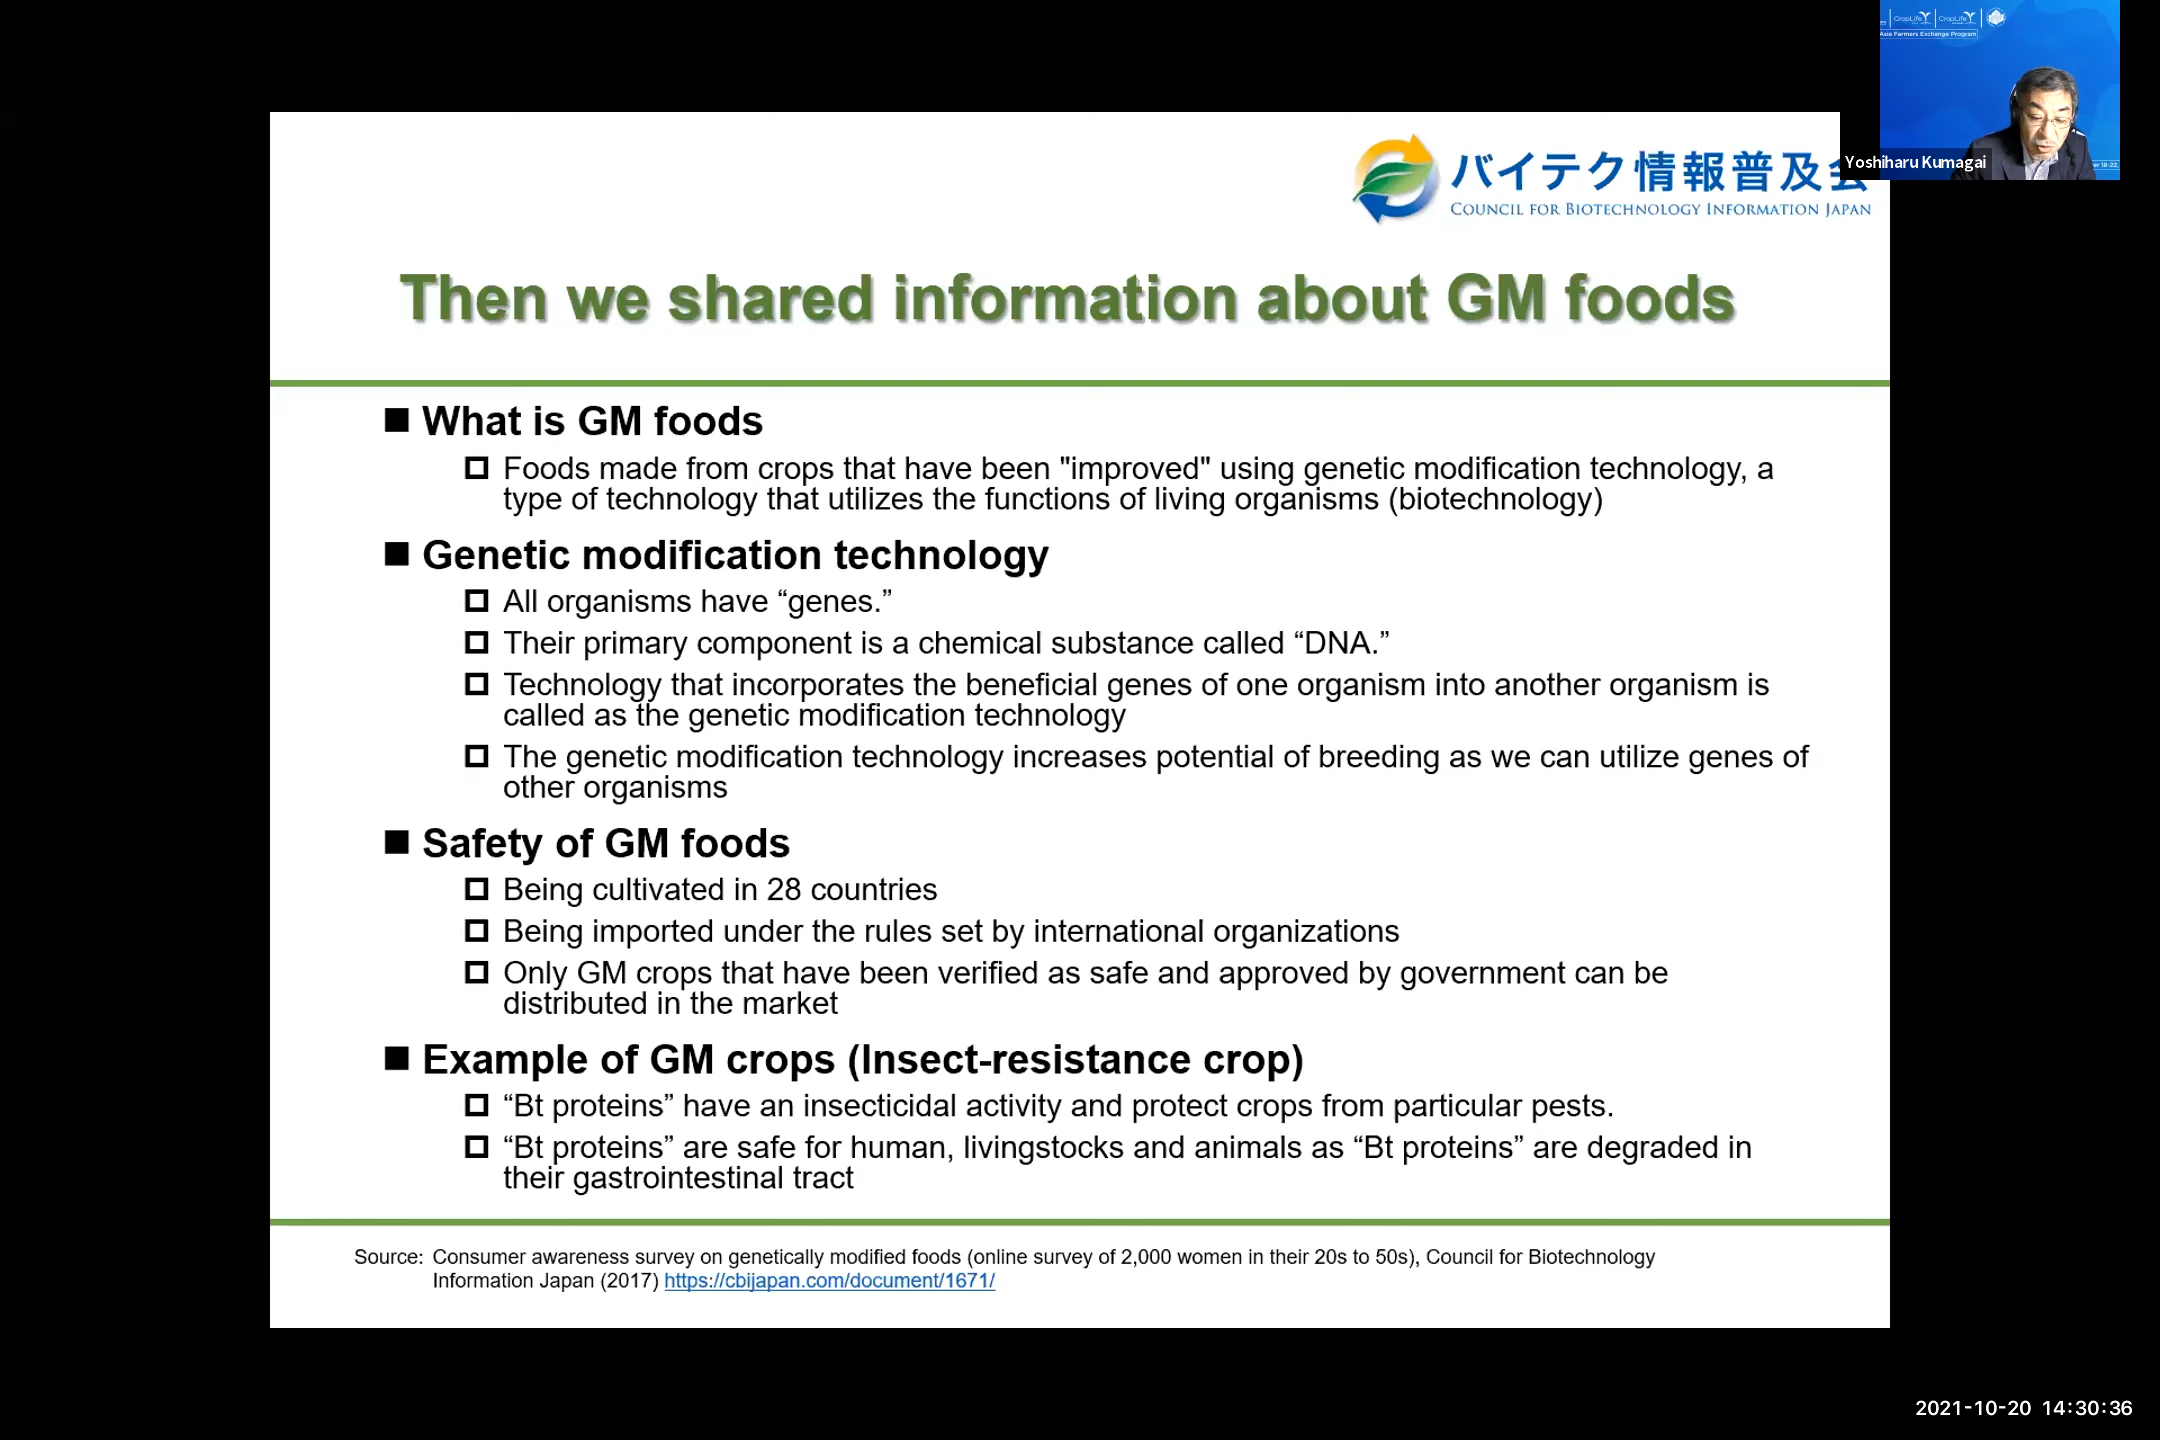 CropLife
CropLife
Asia Farmers Exchange Program
Yoshiharu Kumagai
バイテク情報普及会
COUNCIL FOR BIOTECHNOLOGY INFORMATION JAPAN
Then we shared information about GM foods
What is GM foods
Foods made from crops that have been "improved" using genetic modification technology, a
type of technology that utilizes the functions of living organisms (biotechnology)
Genetic modification technology
All organisms have “genes.”
Their primary component is a chemical substance called “DNA.”
Technology that incorporates the beneficial genes of one organism into another organism is
called as the genetic modification technology
The genetic modification technology increases potential of breeding as we can utilize genes of
other organisms
Safety of GM foods
Being cultivated in 28 countries
Being imported under the rules set by international organizations
Only GM crops that have been verified as safe and approved by government can be
distributed in the market
Example of GM crops (Insect-resistance crop)
“Bt proteins” have an insecticidal activity and protect crops from particular pests.
“Bt proteins” are safe for human, livingstocks and animals as “Bt proteins” are degraded in
their gastrointestinal tract
Source: Consumer awareness survey on genetically modified foods (online survey of 2,000 women in their 20s to 50s), Council for Biotechnology
Information Japan (2017) https://cbijapan.com/document/1671/
2021-10-20 14:30:36